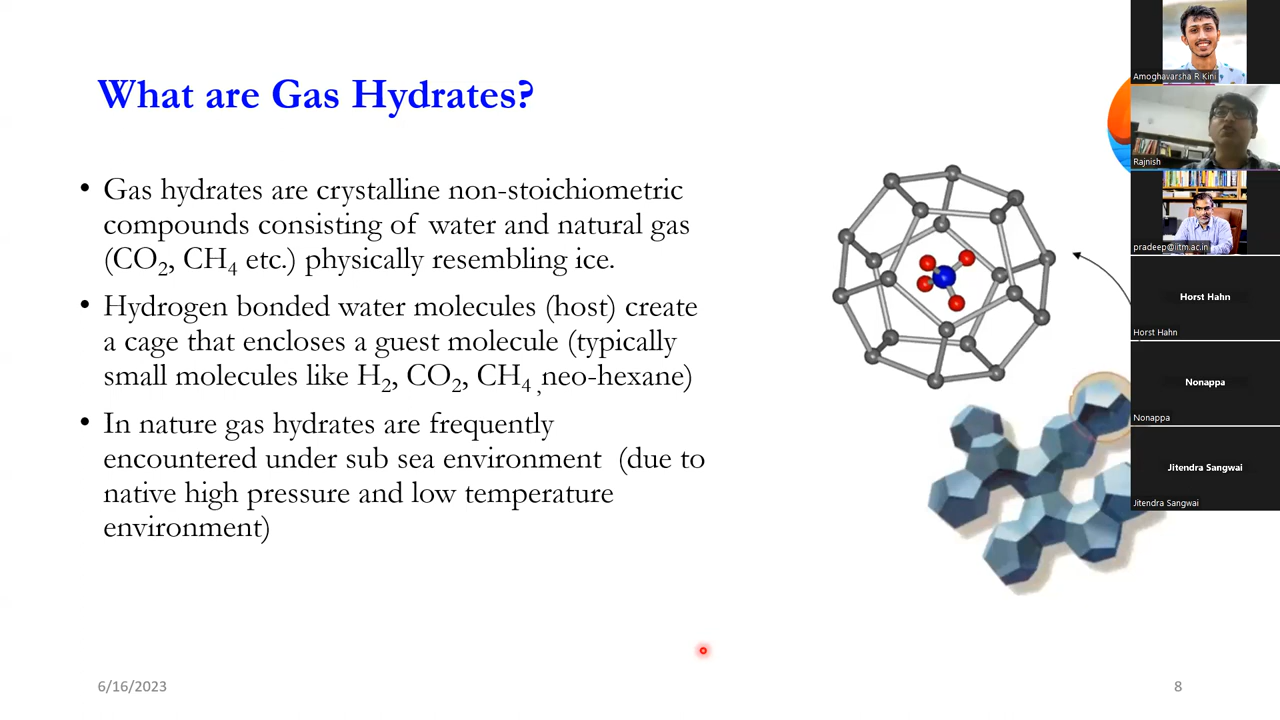 What are Gas Hydrates?
• Gas hydrates are crystalline non-stoichiometric
compounds consisting of water and natural gas
(CO₂, CH₄ etc.) physically resembling ice.
• Hydrogen bonded water molecules (host) create
a cage that encloses a guest molecule (typically
small molecules like H₂, CO₂, CH₄ ,neo-hexane)
• In nature gas hydrates are frequently
encountered under sub sea environment (due to
native high pressure and low temperature
environment)
6/16/2023
8
Amoghavarsha R Kini
Rajnish
pradeep@iitm.ac.in
Horst Hahn
Horst Hahn
Nonappa
Nonappa
Jitendra Sangwai
Jitendra Sangwai